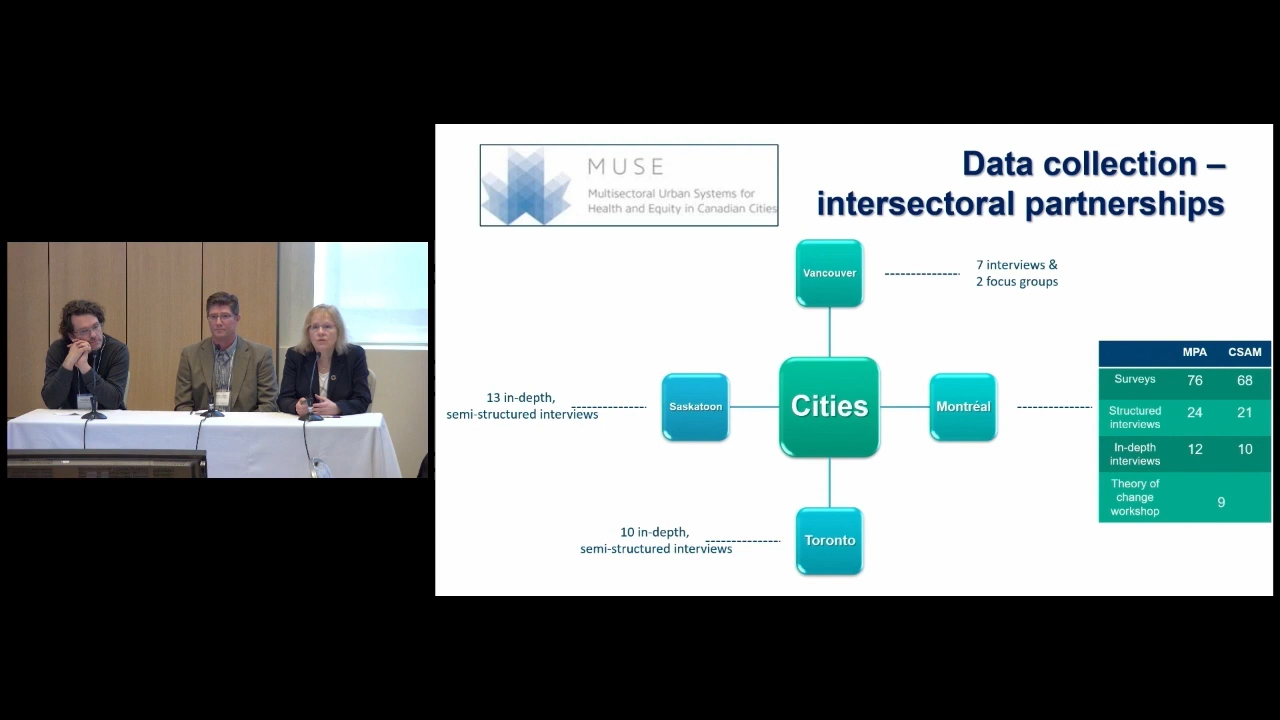 MUSE
Multisectoral Urban Systems for
Health and Equity in Canadian Cities
Data collection –
intersectoral partnerships
Vancouver
7 interviews &
2 focus groups
13 in-depth,
semi-structured interviews
Saskatoon
Cities
Montréal
MPA CSAM
Surveys 76 68
Structured
interviews 24 21
In-depth
interviews 12 10
Theory of
change
workshop 9
10 in-depth,
semi-structured interviews
Toronto